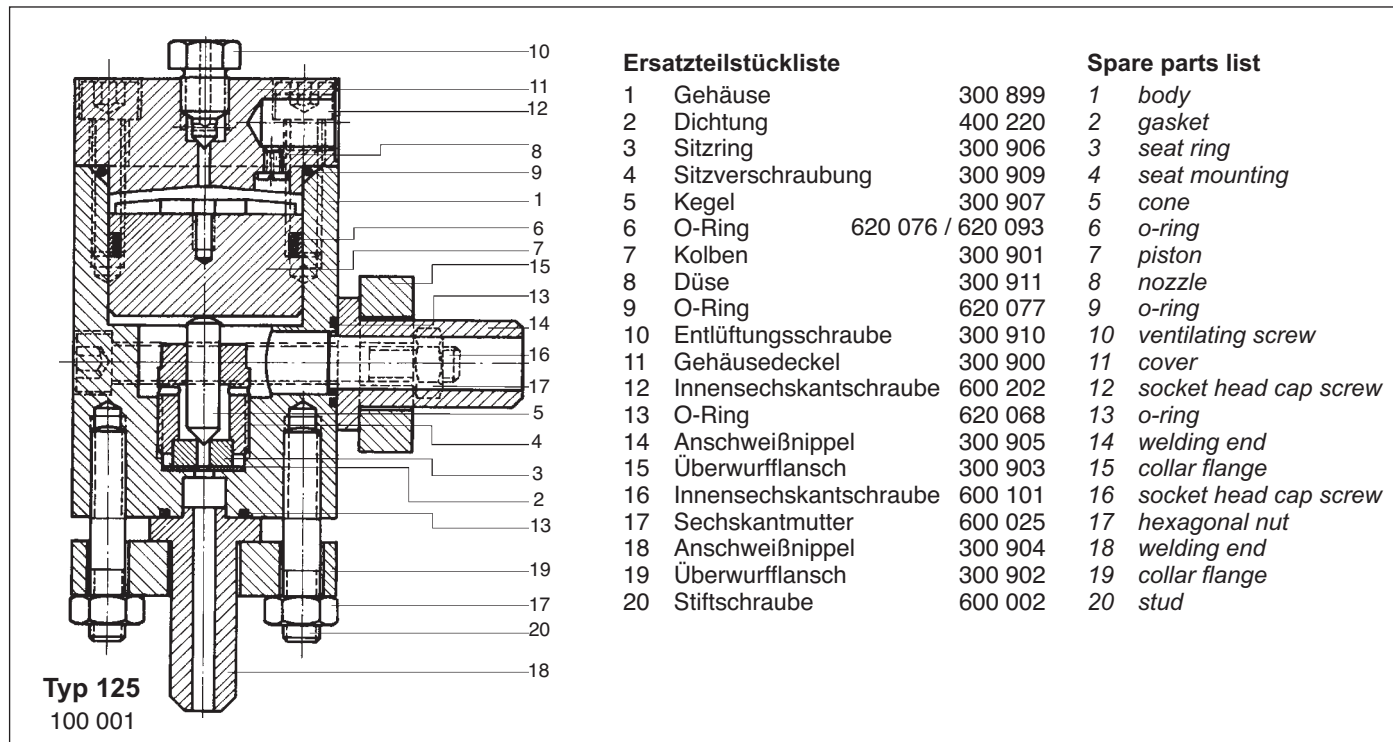 10
11
12
8
9
1
6
7
15
13
14
16
17
5
4
3
2
13
19
17
20
18
Typ 125
100 001
Ersatzteilstückliste Spare parts list
1 Gehäuse 300 899 1 body
2 Dichtung 400 220 2 gasket
3 Sitzring 300 906 3 seat ring
4 Sitzverschraubung 300 909 4 seat mounting
5 Kegel 300 907 5 cone
6 O-Ring 620 076 / 620 093 6 o-ring
7 Kolben 300 901 7 piston
8 Düse 300 911 8 nozzle
9 O-Ring 620 077 9 o-ring
10 Entlüftungsschraube 300 910 10 ventilating screw
11 Gehäusedeckel 300 900 11 cover
12 Innensechskantschraube 600 202 12 socket head cap screw
13 O-Ring 620 068 13 o-ring
14 Anschweißnippel 300 905 14 welding end
15 Überwurfflansch 300 903 15 collar flange
16 Innensechskantschraube 600 101 16 socket head cap screw
17 Sechskantmutter 600 025 17 hexagonal nut
18 Anschweißnippel 300 904 18 welding end
19 Überwurfflansch 300 902 19 collar flange
20 Stiftschraube 600 002 20 stud